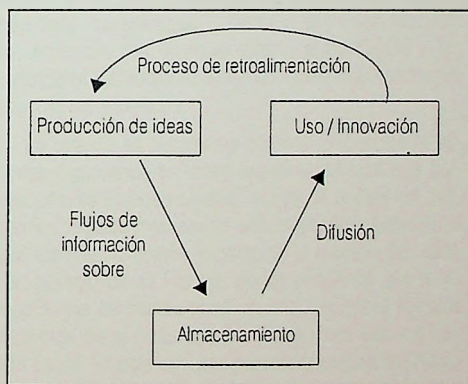 Proceso de retroalimentación
Producción de ideas
Uso / Innovación
Flujos de
información
sobre
Difusión
Almacenamiento